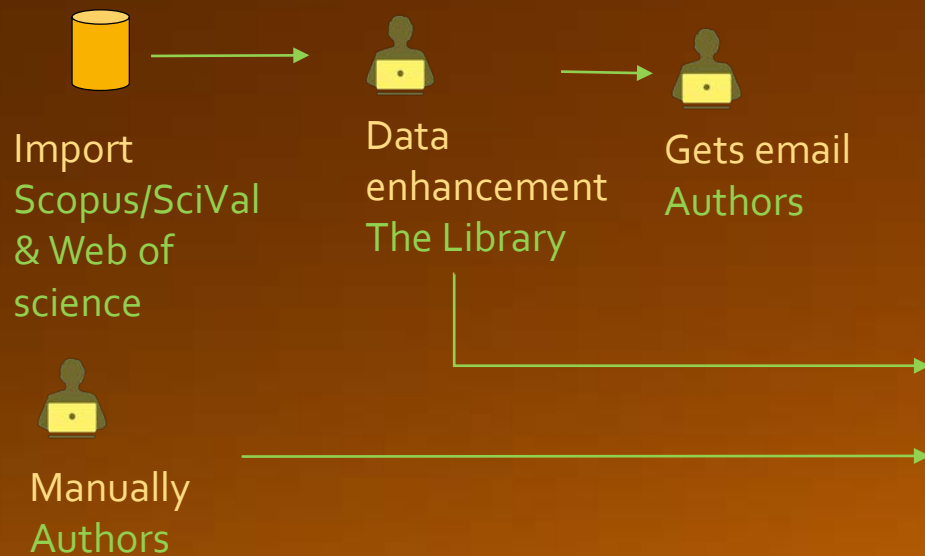 Import
Scopus/SciVal
& Web of
science
Data
enhancement
The Library
Gets email
Authors
Manually
Authors